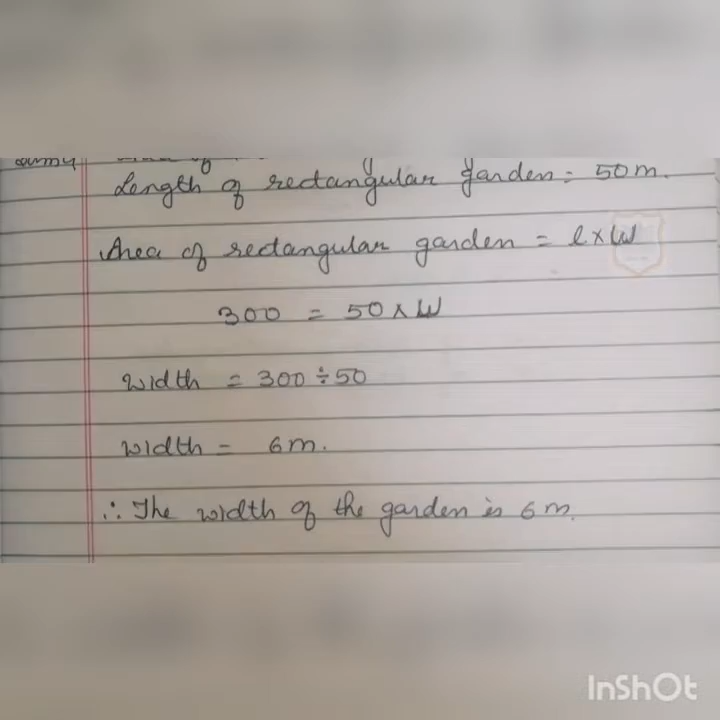 Length of rectangular garden = 50m.
Area of rectangular garden = l×W
300 = 50×W
width = 300÷50
width = 6m.
∴ The width of the garden is 6m.
InShOt